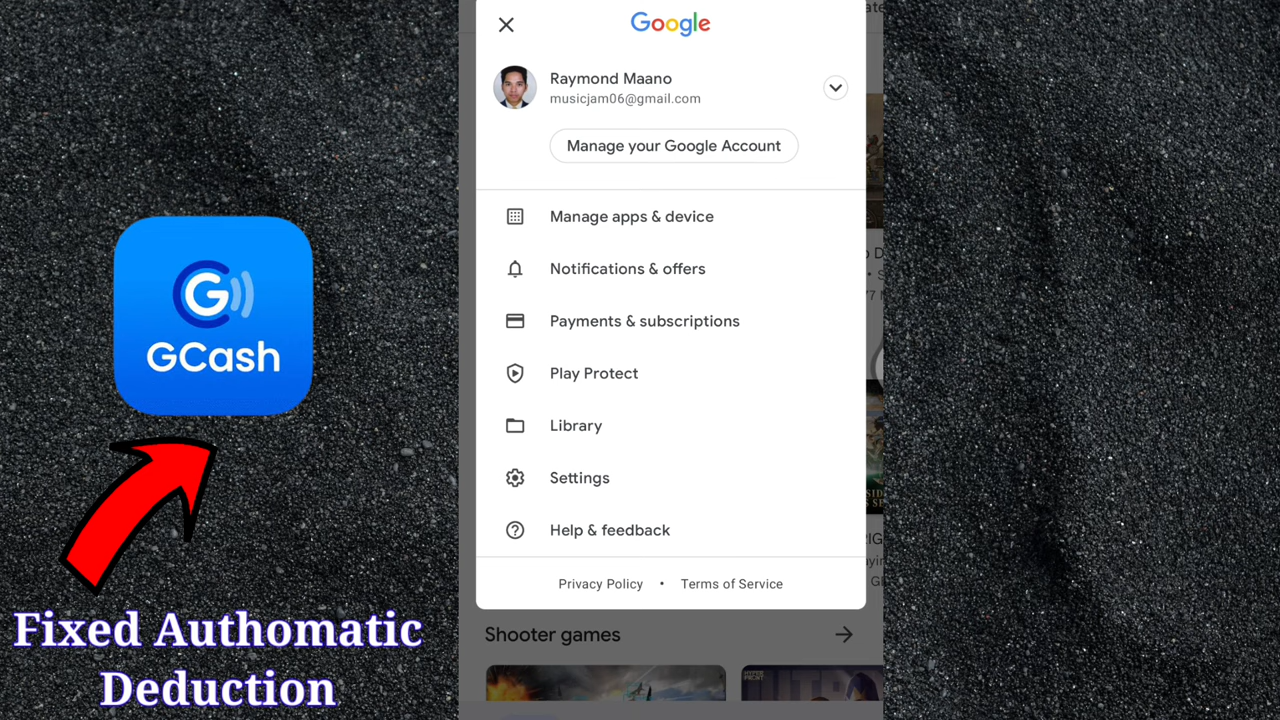 Google
Raymond Maano
musicjam06@gmail.com
Manage your Google Account
Manage apps & device
Notifications & offers
Payments & subscriptions
Play Protect
Library
Settings
Help & feedback
Privacy Policy • Terms of Service
Shooter games
G
GCash
Fixed Authomatic
Deduction